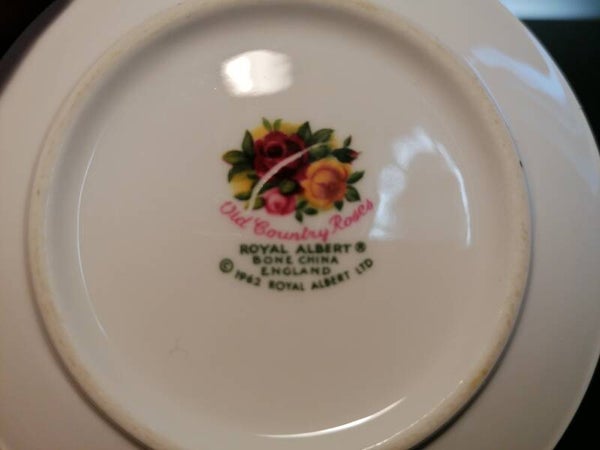 Old Country Roses
ROYAL ALBERT ®
BONE CHINA
ENGLAND
© 1962 ROYAL ALBERT LTD